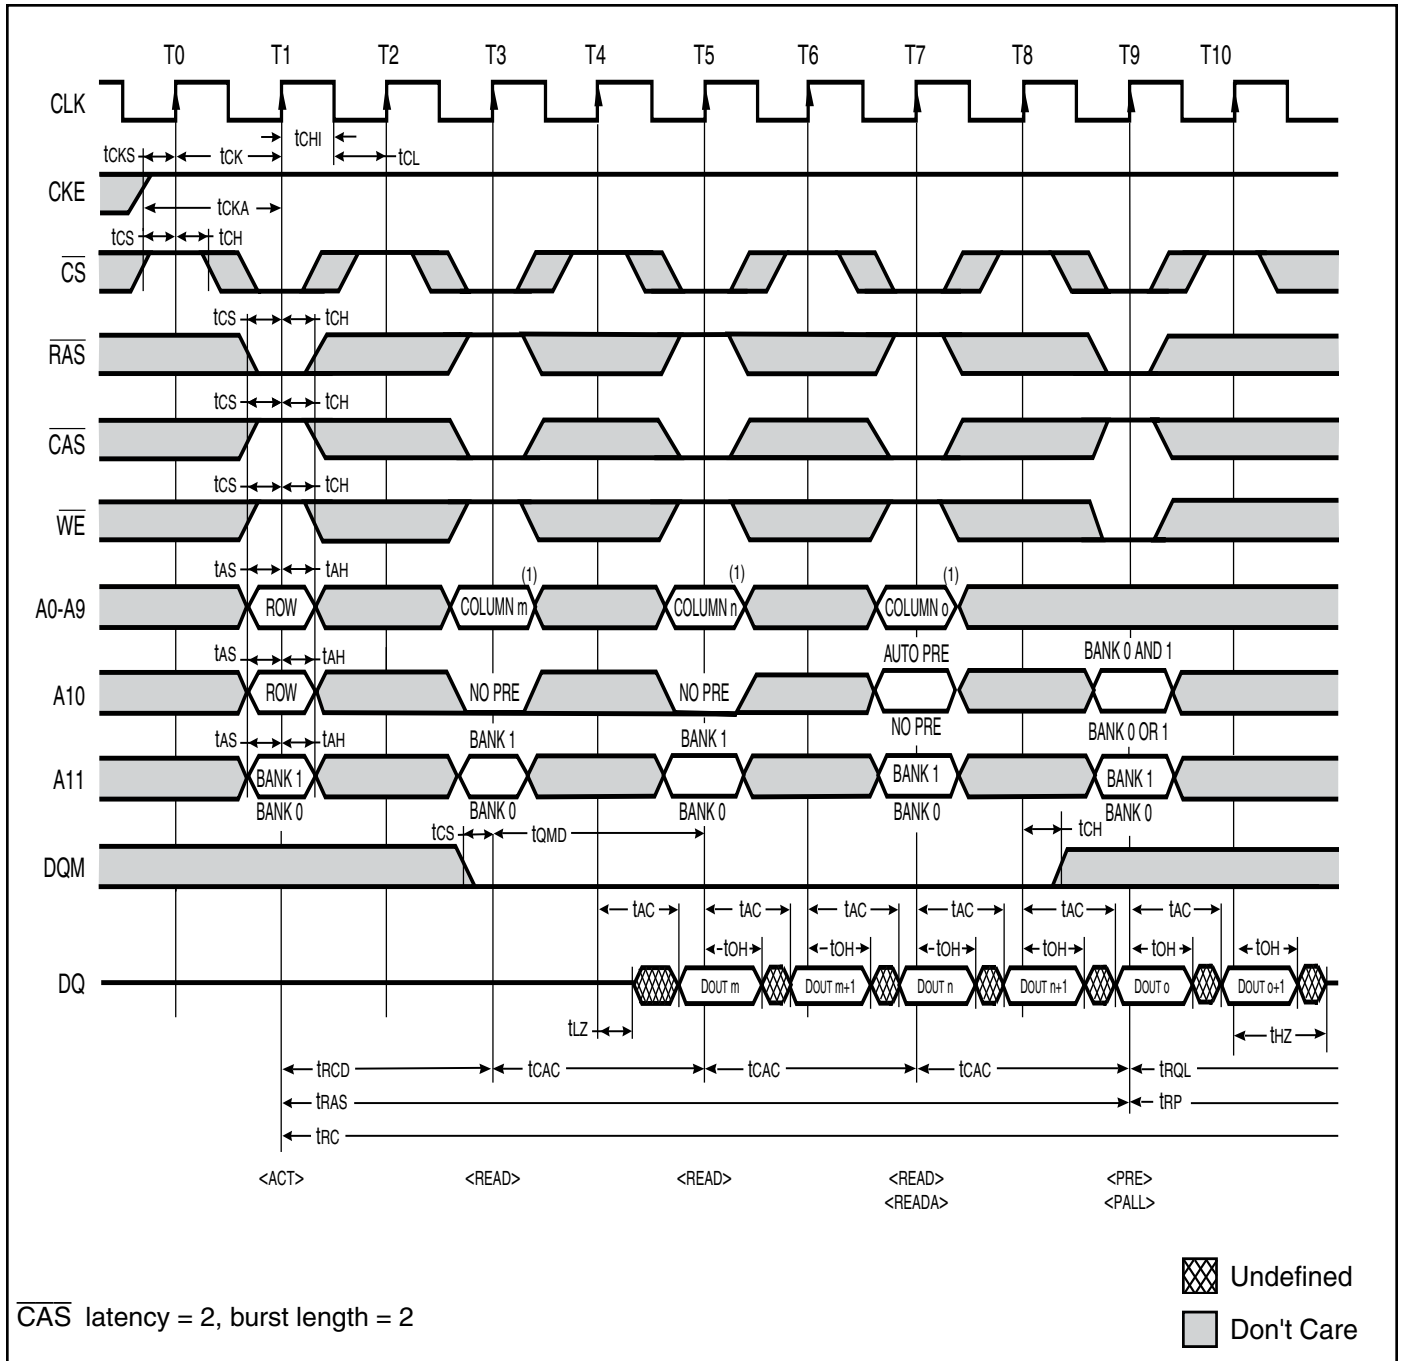 T0 T1 T2 T3 T4 T5 T6 T7 T8 T9 T10
CLK
tCHI
tCKS tCK tCL
CKE
tCKA
tCS tCH
CS
tCS tCH
RAS
tCS tCH
CAS
tCS tCH
WE
tAS tAH (1) (1) (1)
A0-A9 ROW COLUMN m COLUMN n COLUMN o
tAS tAH AUTO PRE BANK 0 AND 1
A10 ROW NO PRE NO PRE
NO PRE BANK 0 OR 1
tAS tAH BANK 1 BANK 1
A11 BANK 1 BANK 1 BANK 1
BANK 0 BANK 0 BANK 0 BANK 0 BANK 0
tCS tQMD tCH
DQM
tAC tAC tAC tAC tAC tAC
tOH tOH tOH tOH tOH tOH
DQ DOUT m DOUT m+1 DOUT n DOUT n+1 DOUT o DOUT o+1
tLZ tHZ
tRCD tCAC tCAC tCAC tRQL
tRAS tRP
tRC
<ACT> <READ> <READ> <READ> <PRE>
<READA> <PALL>
Undefined
CAS latency = 2, burst length = 2
Don't Care